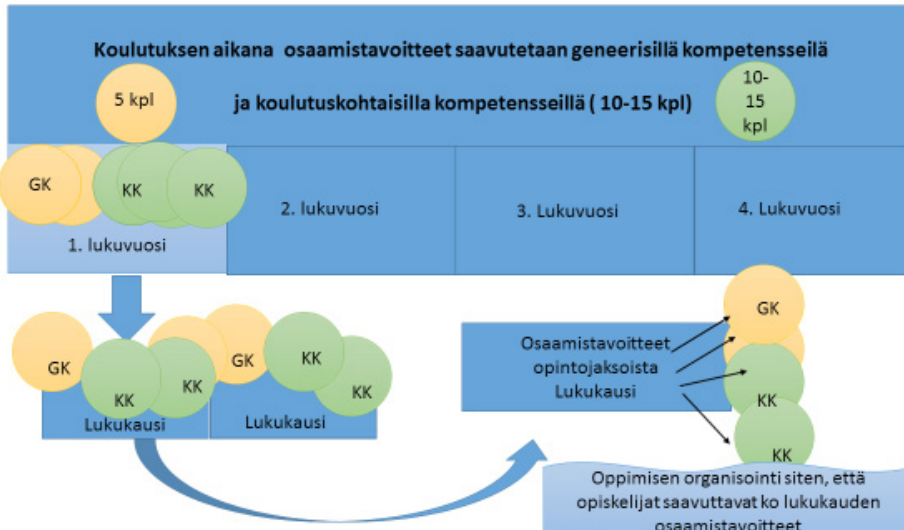 Koulutuksen aikana osaamistavoitteet saavutetaan geneerisillä kompetensseilä
5 kpl
ja koulutuskohtaisilla kompetensseillä ( 10-15 kpl)
10-
15
kpl
GK
KK
KK
1. lukuvuosi
2. lukuvuosi
3. Lukuvuosi
4. Lukuvuosi
GK
KK
KK
GK
KK
KK
Lukukausi
Lukukausi
Osaamistavoitteet
opintojaksoista
Lukukausi
GK
KK
KK
Oppimisen organisointi siten, että
opiskelijat saavuttavat ko lukukauden
osaamistavoitteet